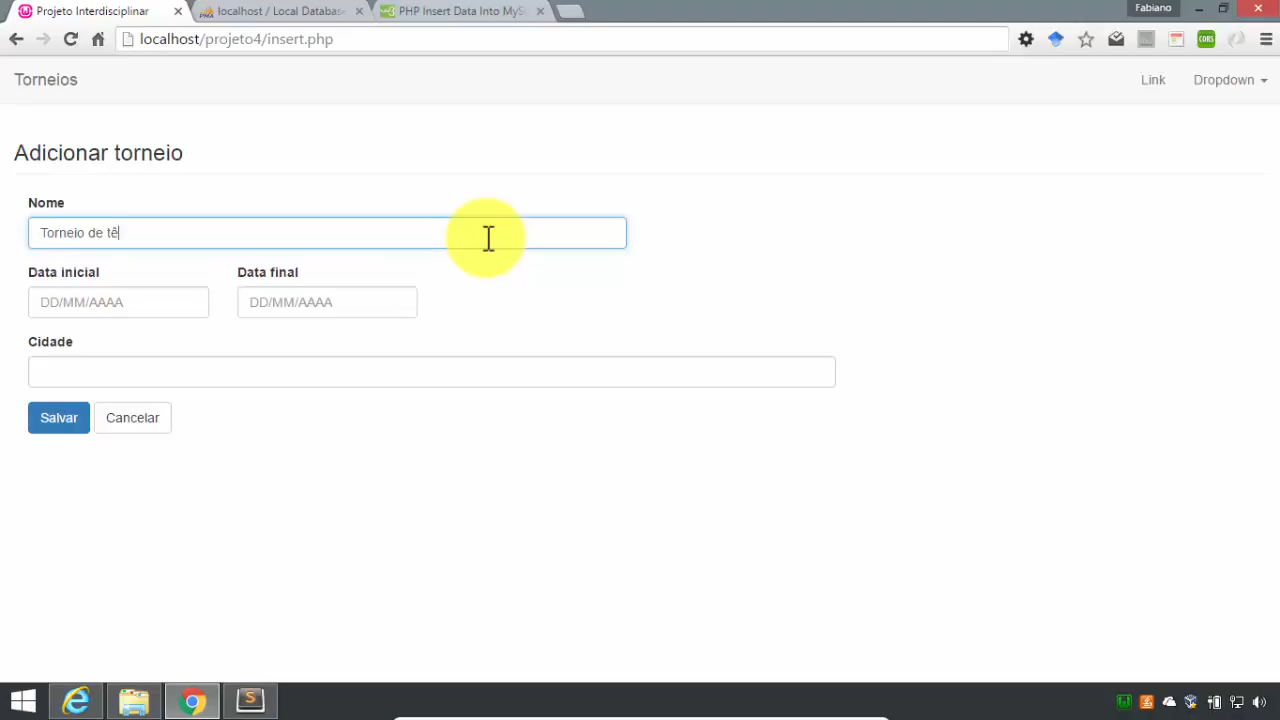 Projeto Interdisciplinar
localhost / Local Databas
PHP Insert Data Into MyS
Fabiano
localhost/projeto4/insert.php
CORS
Torneios
Link
Dropdown
Adicionar torneio
Nome
Torneio de tê
Data inicial
Data final
DD/MM/AAAA
DD/MM/AAAA
Cidade
Salvar
Cancelar